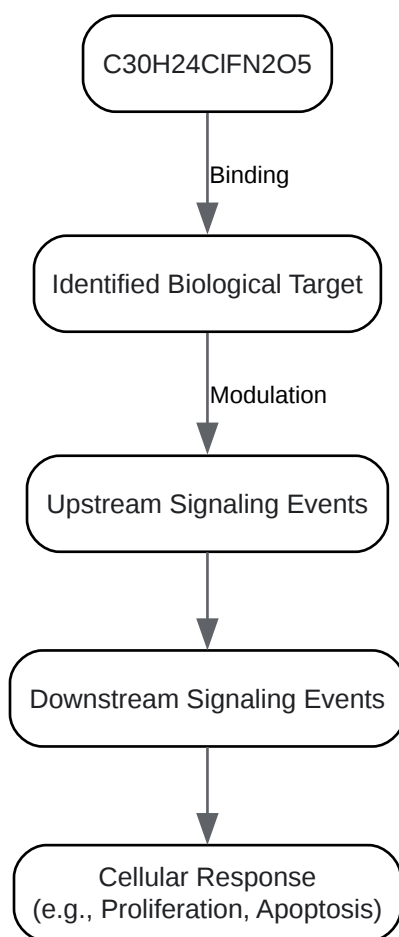 C30H24ClFN2O5
Binding
Identified Biological Target
Modulation
Upstream Signaling Events
Downstream Signaling Events
Cellular Response
(e.g., Proliferation, Apoptosis)